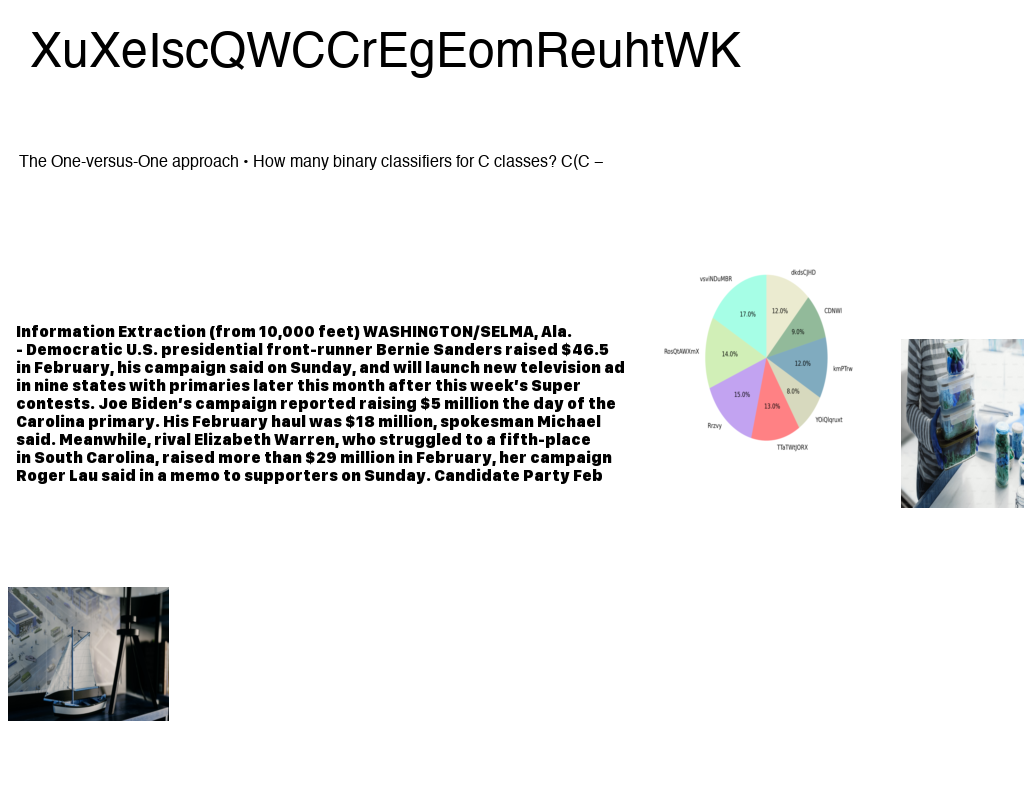 XuXeIscQWCCrEgEomReuhtWK
The One-versus-One approach • How many binary classifiers for C classes? C(C –
Information Extraction (from 10,000 feet) WASHINGTON/SELMA, Ala.
- Democratic U.S. presidential front-runner Bernie Sanders raised $46.5
in February, his campaign said on Sunday, and will launch new television ad
in nine states with primaries later this month after this week's Super
contests. Joe Biden's campaign reported raising $5 million the day of the
Carolina primary. His February haul was $18 million, spokesman Michael
said. Meanwhile, rival Elizabeth Warren, who struggled to a fifth-place
in South Carolina, raised more than $29 million in February, her campaign
Roger Lau said in a memo to supporters on Sunday. Candidate Party Feb
dkdsCJHD
vsviNDuMBR
12.0%
17.0%
CDNWI
9.0%
RosQtAWXmX
14.0%
12.0%
kmPTrw
15.0%
8.0%
13.0%
YOiQlqruxt
Rrzvy
TTaTWtJORX